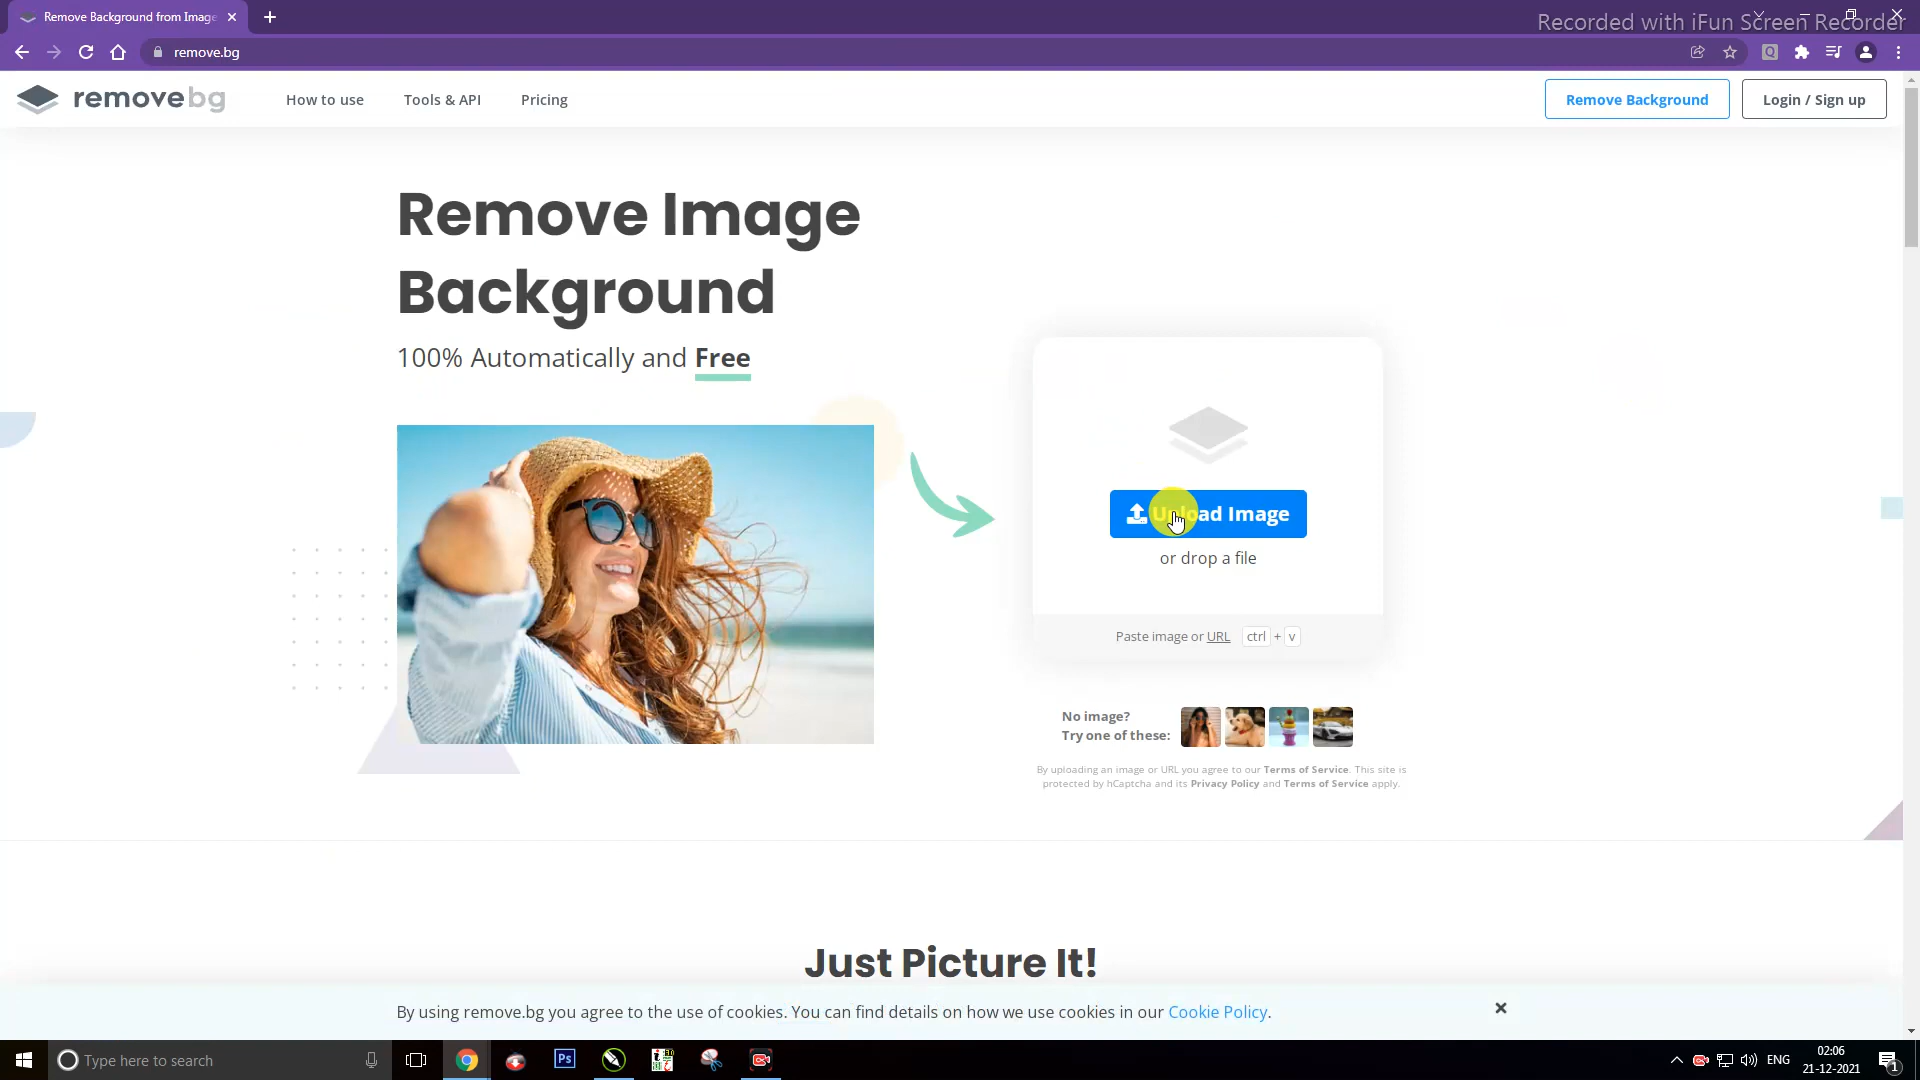 Remove Background from Image
Recorded with iFun Screen Recorder
remove.bg
removebg
How to use
Tools & API
Pricing
Remove Background
Login / Sign up
Remove Image
Background
100% Automatically and Free
Upload Image
or drop a file
Paste image or URL ctrl + v
No image?
Try one of these:
By uploading an image or URL you agree to our Terms of Service. This site is
protected by hCaptcha and its Privacy Policy and Terms of Service apply.
Just Picture It!
By using remove.bg you agree to the use of cookies. You can find details on how we use cookies in our Cookie Policy.
Type here to search
Ps
ENG
02:06
21-12-2021
1